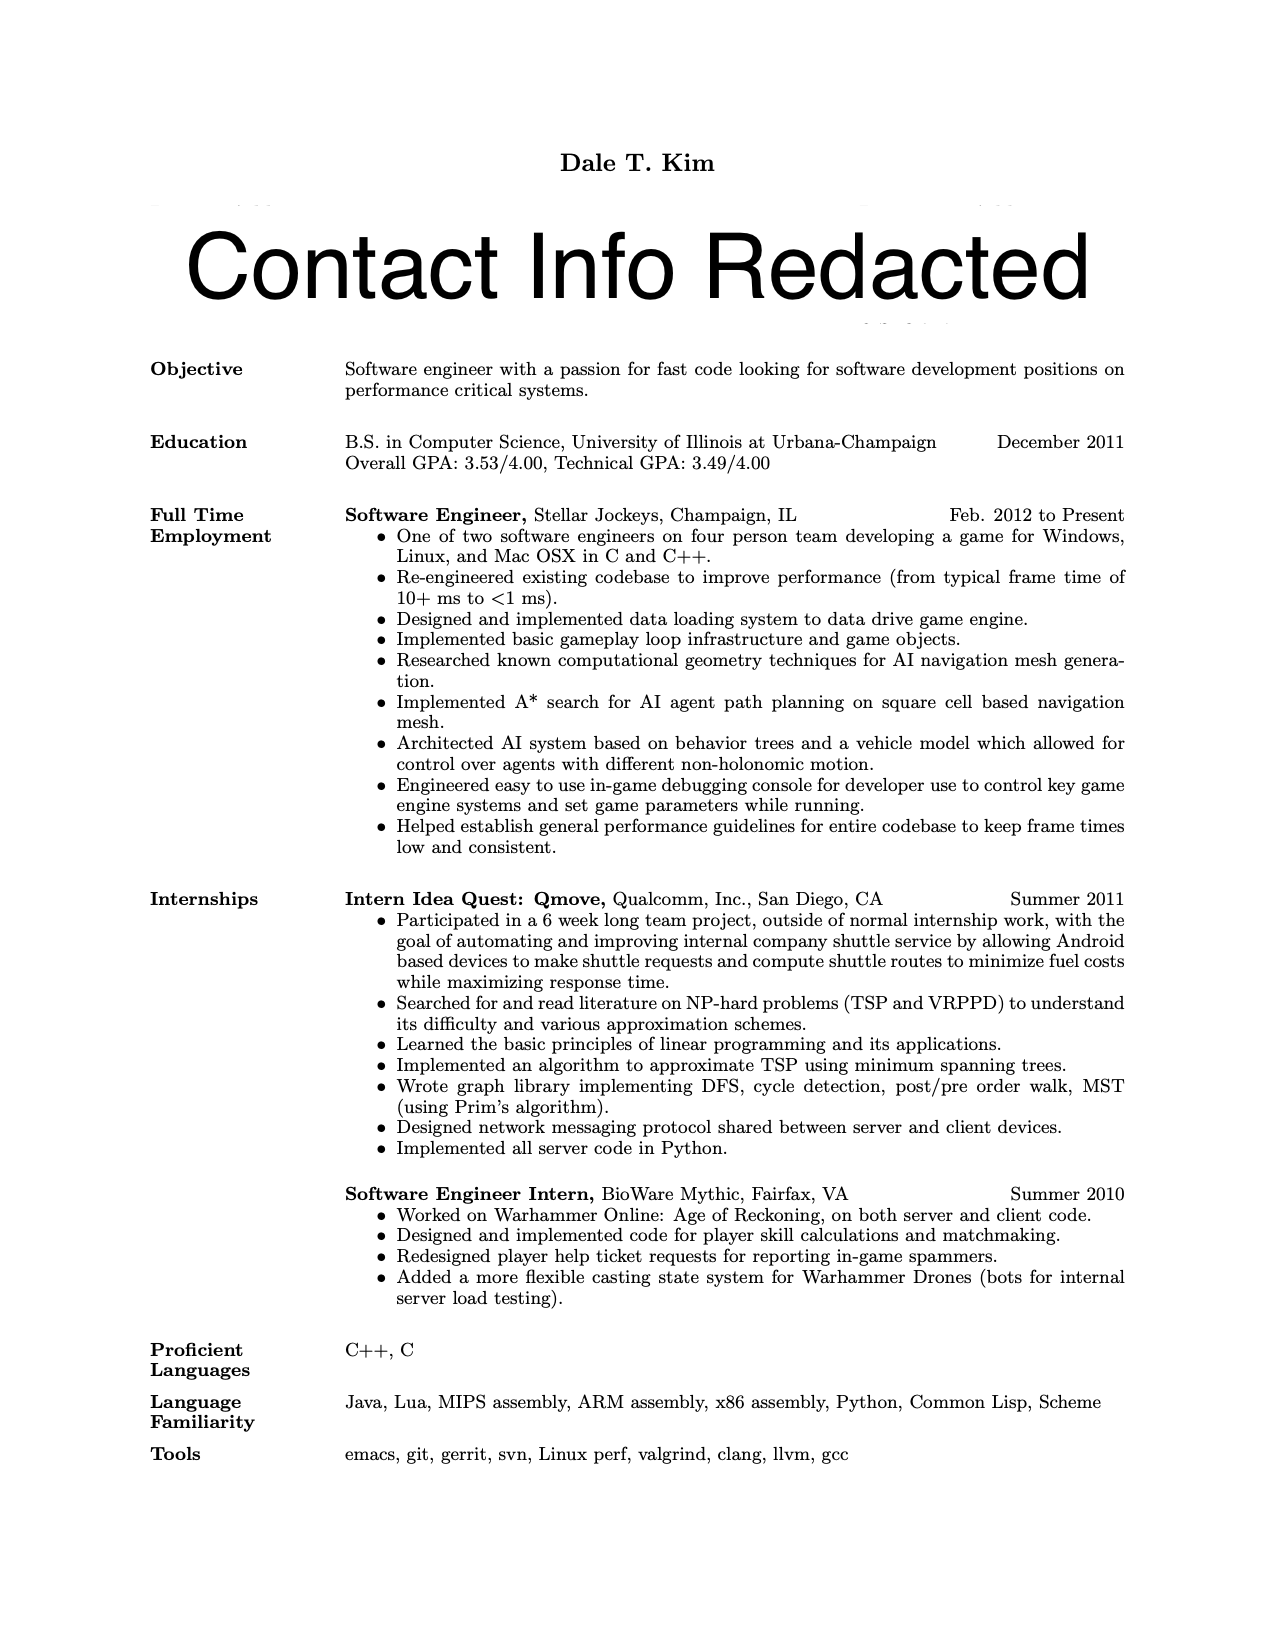 Dale T. Kim
Contact Info Redacted
Objective
Software engineer with a passion for fast code looking for software development positions on
performance critical systems.
Education
B.S. in Computer Science, University of Illinois at Urbana-Champaign December 2011
Overall GPA: 3.53/4.00, Technical GPA: 3.49/4.00
Full Time
Employment
Software Engineer, Stellar Jockeys, Champaign, IL Feb. 2012 to Present
• One of two software engineers on four person team developing a game for Windows,
Linux, and Mac OSX in C and C++.
• Re-engineered existing codebase to improve performance (from typical frame time of
10+ ms to <1 ms).
• Designed and implemented data loading system to data drive game engine.
• Implemented basic gameplay loop infrastructure and game objects.
• Researched known computational geometry techniques for AI navigation mesh genera-
tion.
• Implemented A* search for AI agent path planning on square cell based navigation
mesh.
• Architected AI system based on behavior trees and a vehicle model which allowed for
control over agents with different non-holonomic motion.
• Engineered easy to use in-game debugging console for developer use to control key game
engine systems and set game parameters while running.
• Helped establish general performance guidelines for entire codebase to keep frame times
low and consistent.
Internships
Intern Idea Quest: Qmove, Qualcomm, Inc., San Diego, CA Summer 2011
• Participated in a 6 week long team project, outside of normal internship work, with the
goal of automating and improving internal company shuttle service by allowing Android
based devices to make shuttle requests and compute shuttle routes to minimize fuel costs
while maximizing response time.
• Searched for and read literature on NP-hard problems (TSP and VRPPD) to understand
its difficulty and various approximation schemes.
• Learned the basic principles of linear programming and its applications.
• Implemented an algorithm to approximate TSP using minimum spanning trees.
• Wrote graph library implementing DFS, cycle detection, post/pre order walk, MST
(using Prim's algorithm).
• Designed network messaging protocol shared between server and client devices.
• Implemented all server code in Python.
Software Engineer Intern, BioWare Mythic, Fairfax, VA Summer 2010
• Worked on Warhammer Online: Age of Reckoning, on both server and client code.
• Designed and implemented code for player skill calculations and matchmaking.
• Redesigned player help ticket requests for reporting in-game spammers.
• Added a more flexible casting state system for Warhammer Drones (bots for internal
server load testing).
Proficient
Languages
C++, C
Language
Familiarity
Java, Lua, MIPS assembly, ARM assembly, x86 assembly, Python, Common Lisp, Scheme
Tools
emacs, git, gerrit, svn, Linux perf, valgrind, clang, llvm, gcc